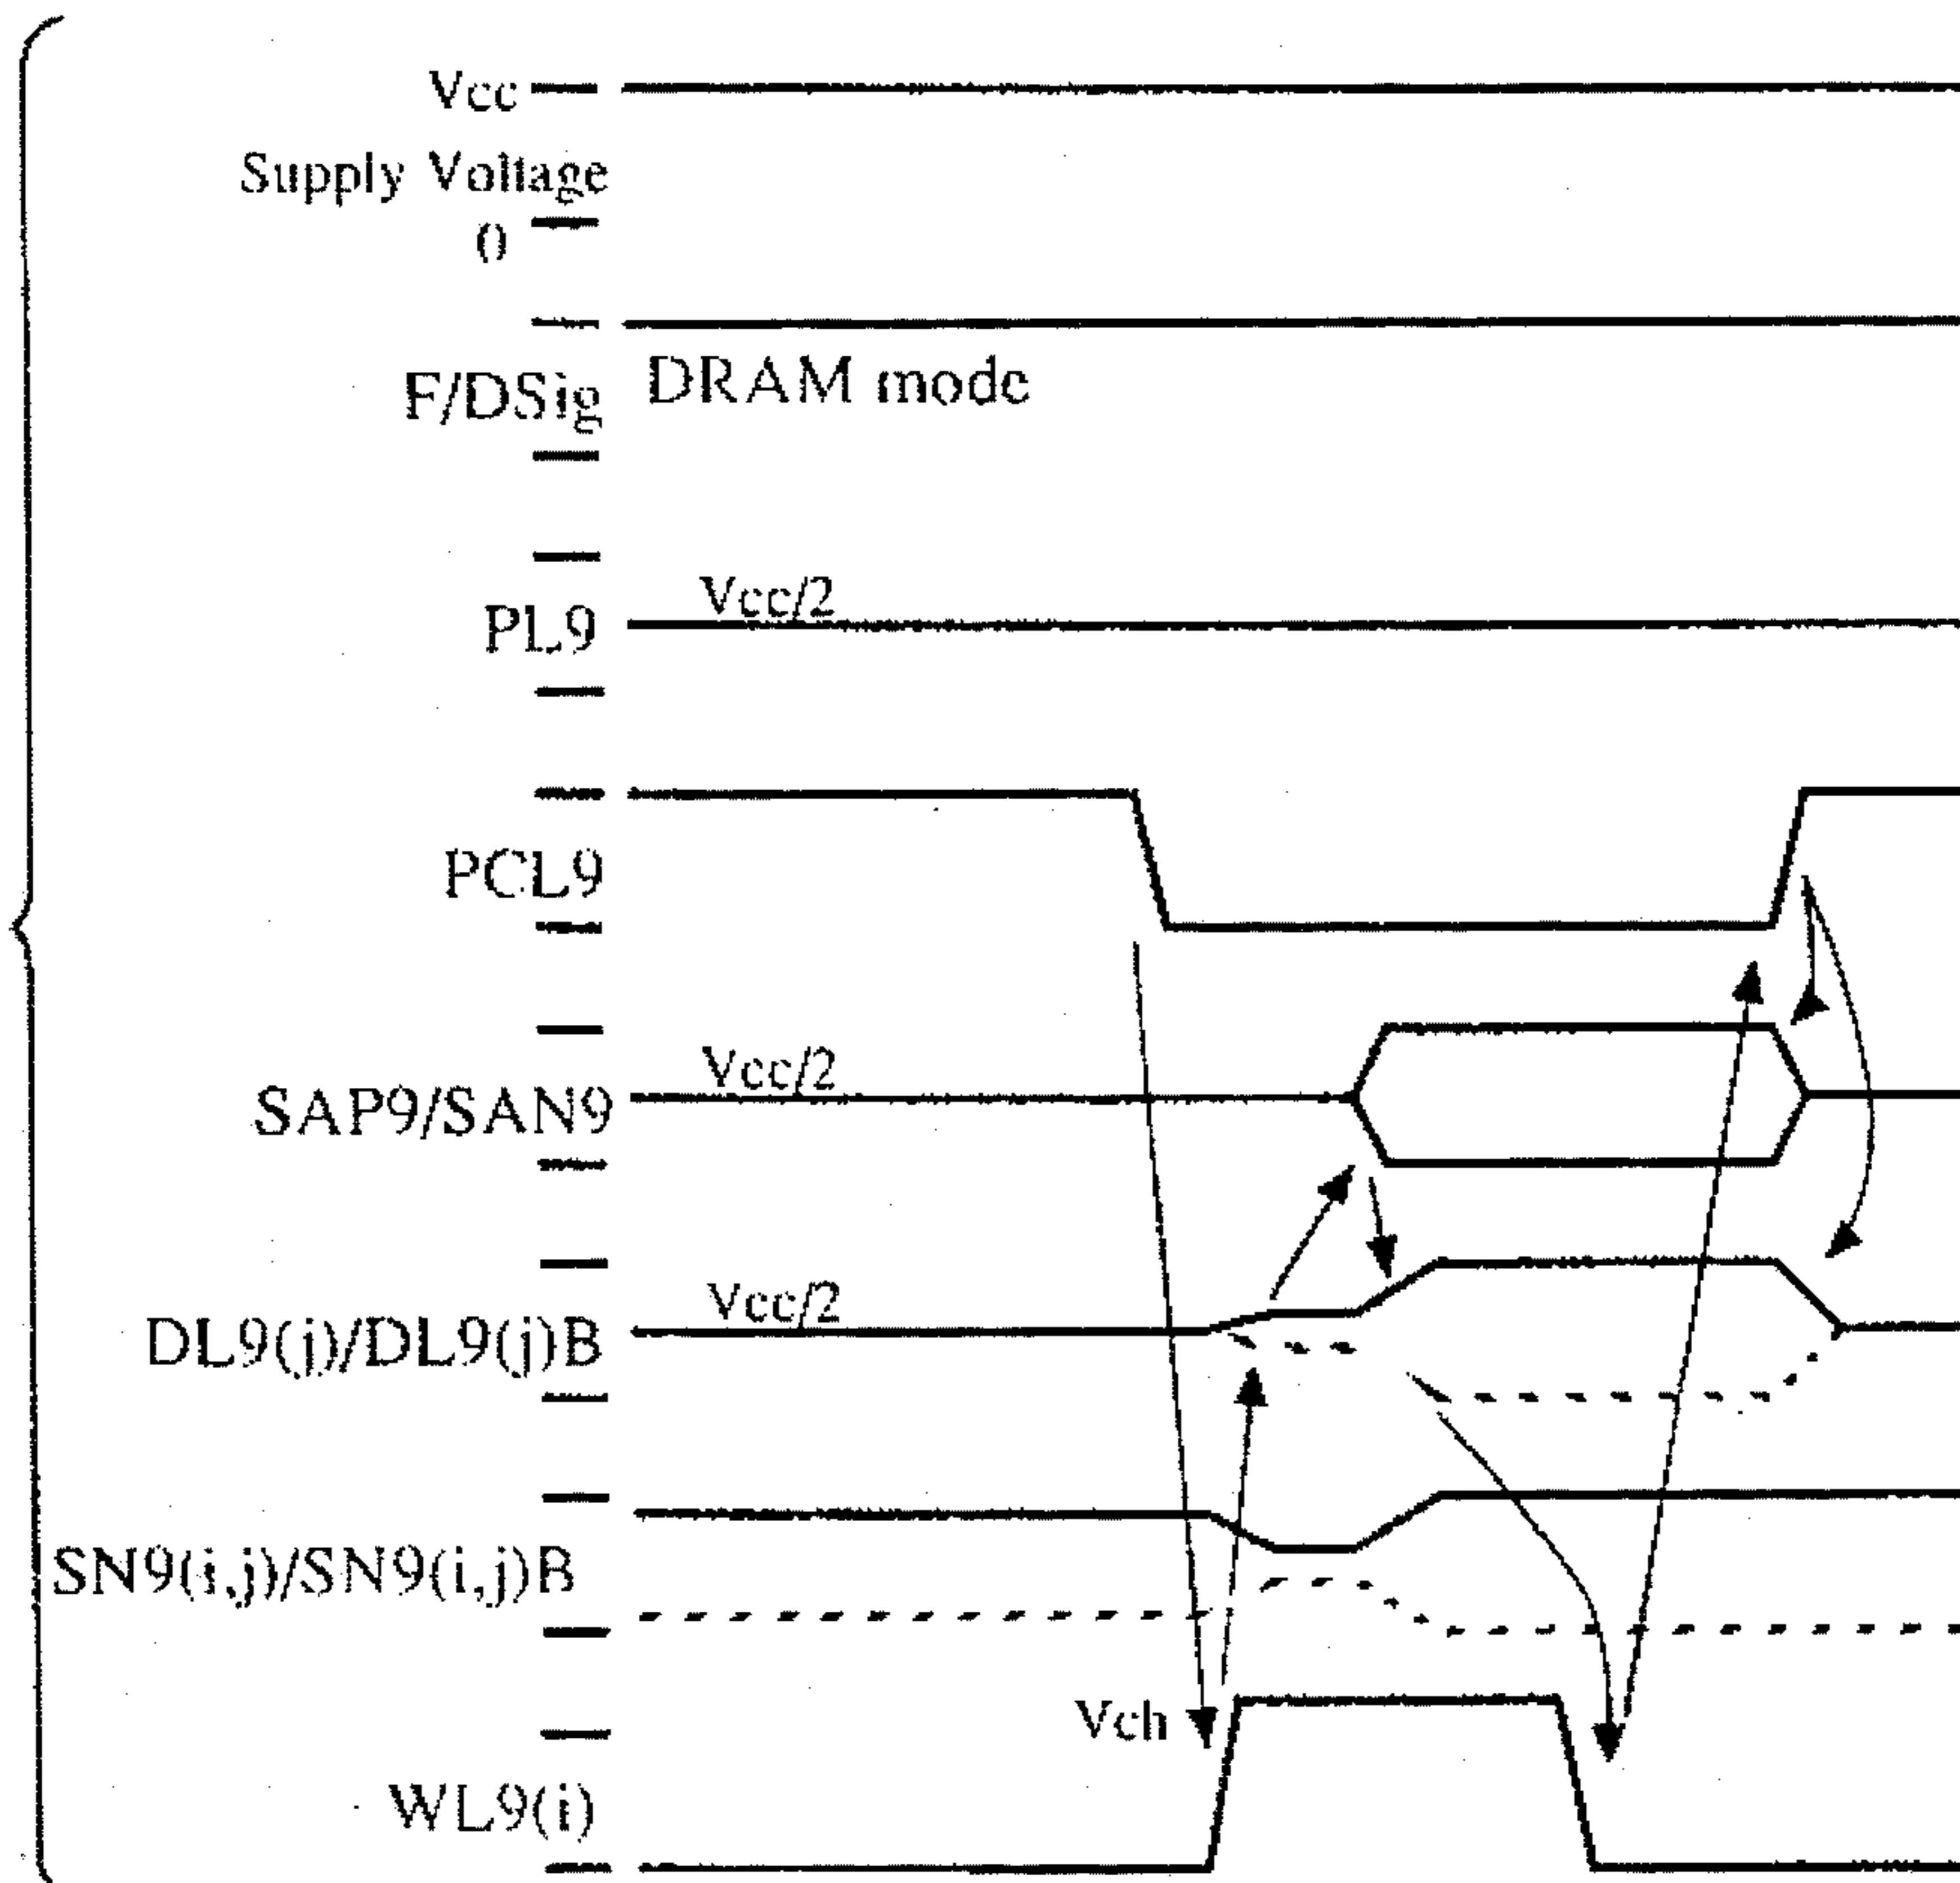 Vcc
Supply Voltage
0
F/DSig
DRAM mode
Vcc/2
PL9
PCL9
Vcc/2
SAP9/SAN9
Vcc/2
DL9(j)/DL9(j)B
SN9(i,j)/SN9(i,j)B
Vch
WL9(i)